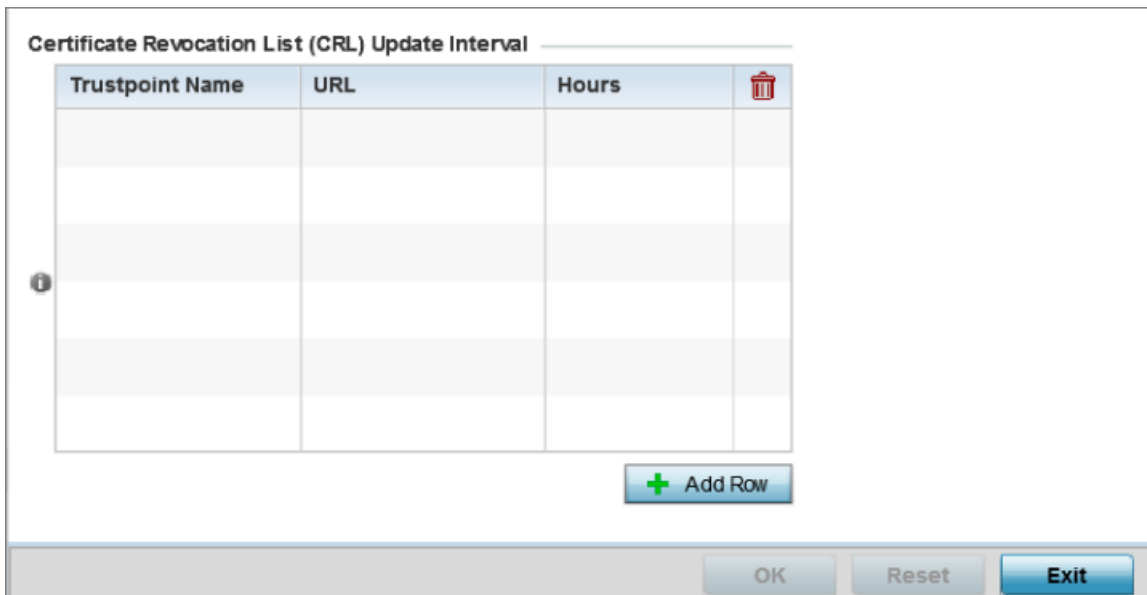 Certificate Revocation List (CRL) Update Interval
Trustpoint Name URL Hours
Add Row
OK Reset Exit